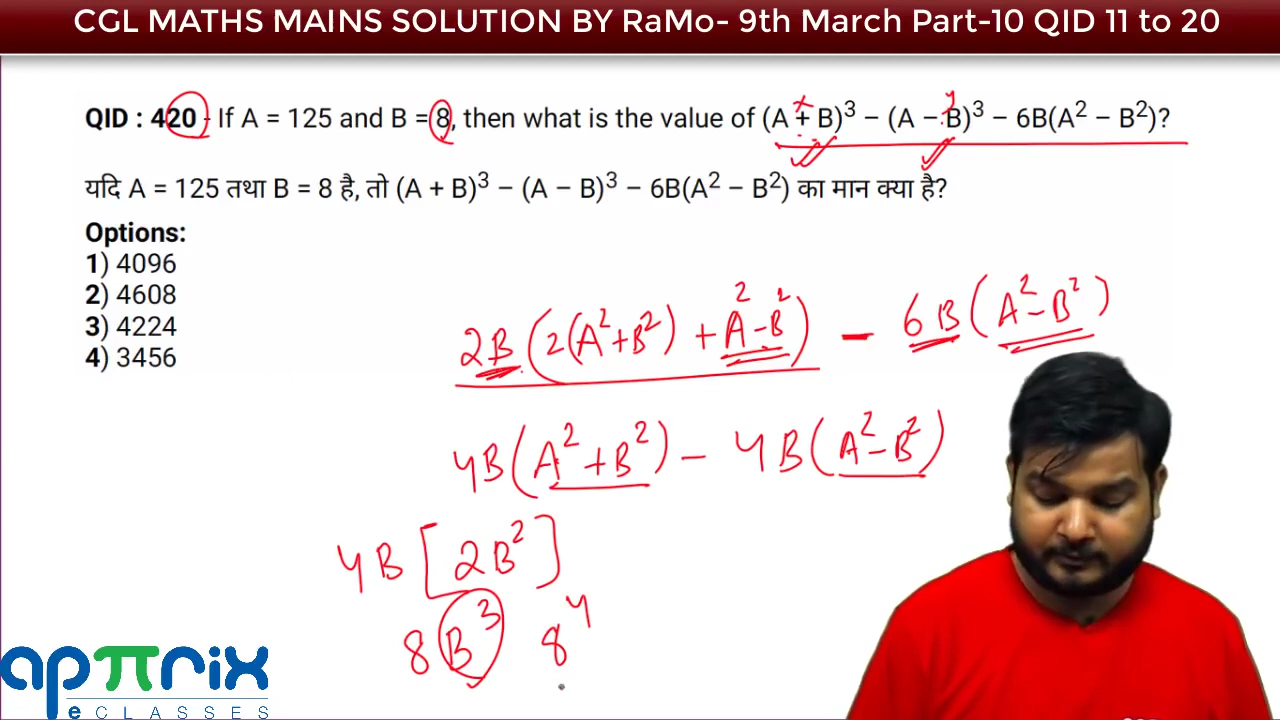 CGL MATHS MAINS SOLUTION BY RaMo- 9th March Part-10 QID 11 to 20
QID : 420 - If A = 125 and B = 8, then what is the value of (A + B)³ − (A − B)³ − 6B(A² − B²)?
x y
यदि A = 125 तथा B = 8 है, तो (A + B)³ − (A − B)³ − 6B(A² − B²) का मान क्या है?
Options:
1) 4096
2) 4608
3) 4224
4) 3456
2B (2(A²+B²) + A²-B²) - 6B (A²-B²)
4B (A²+B²) - 4B (A²-B²)
4B [2B²]
8 B³ 8⁴
apπrix
eCLASSES